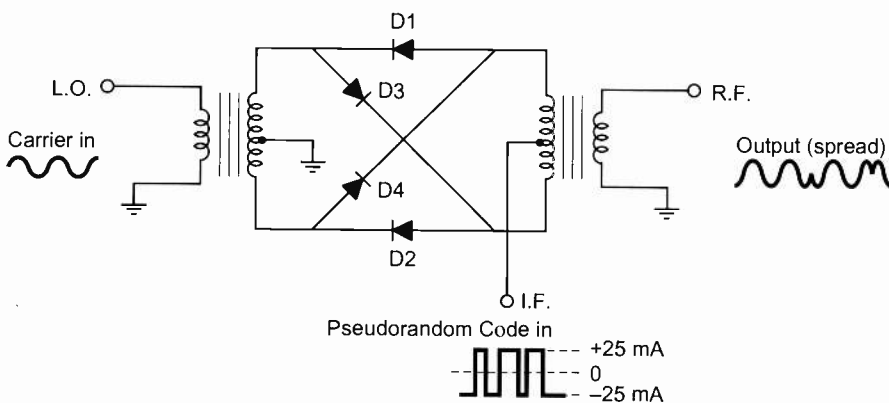 D1
L.O.
D3
R.F.
Carrier in
Output (spread)
D4
D2
I.F.
Pseudorandom Code in
+25 mA
0
–25 mA